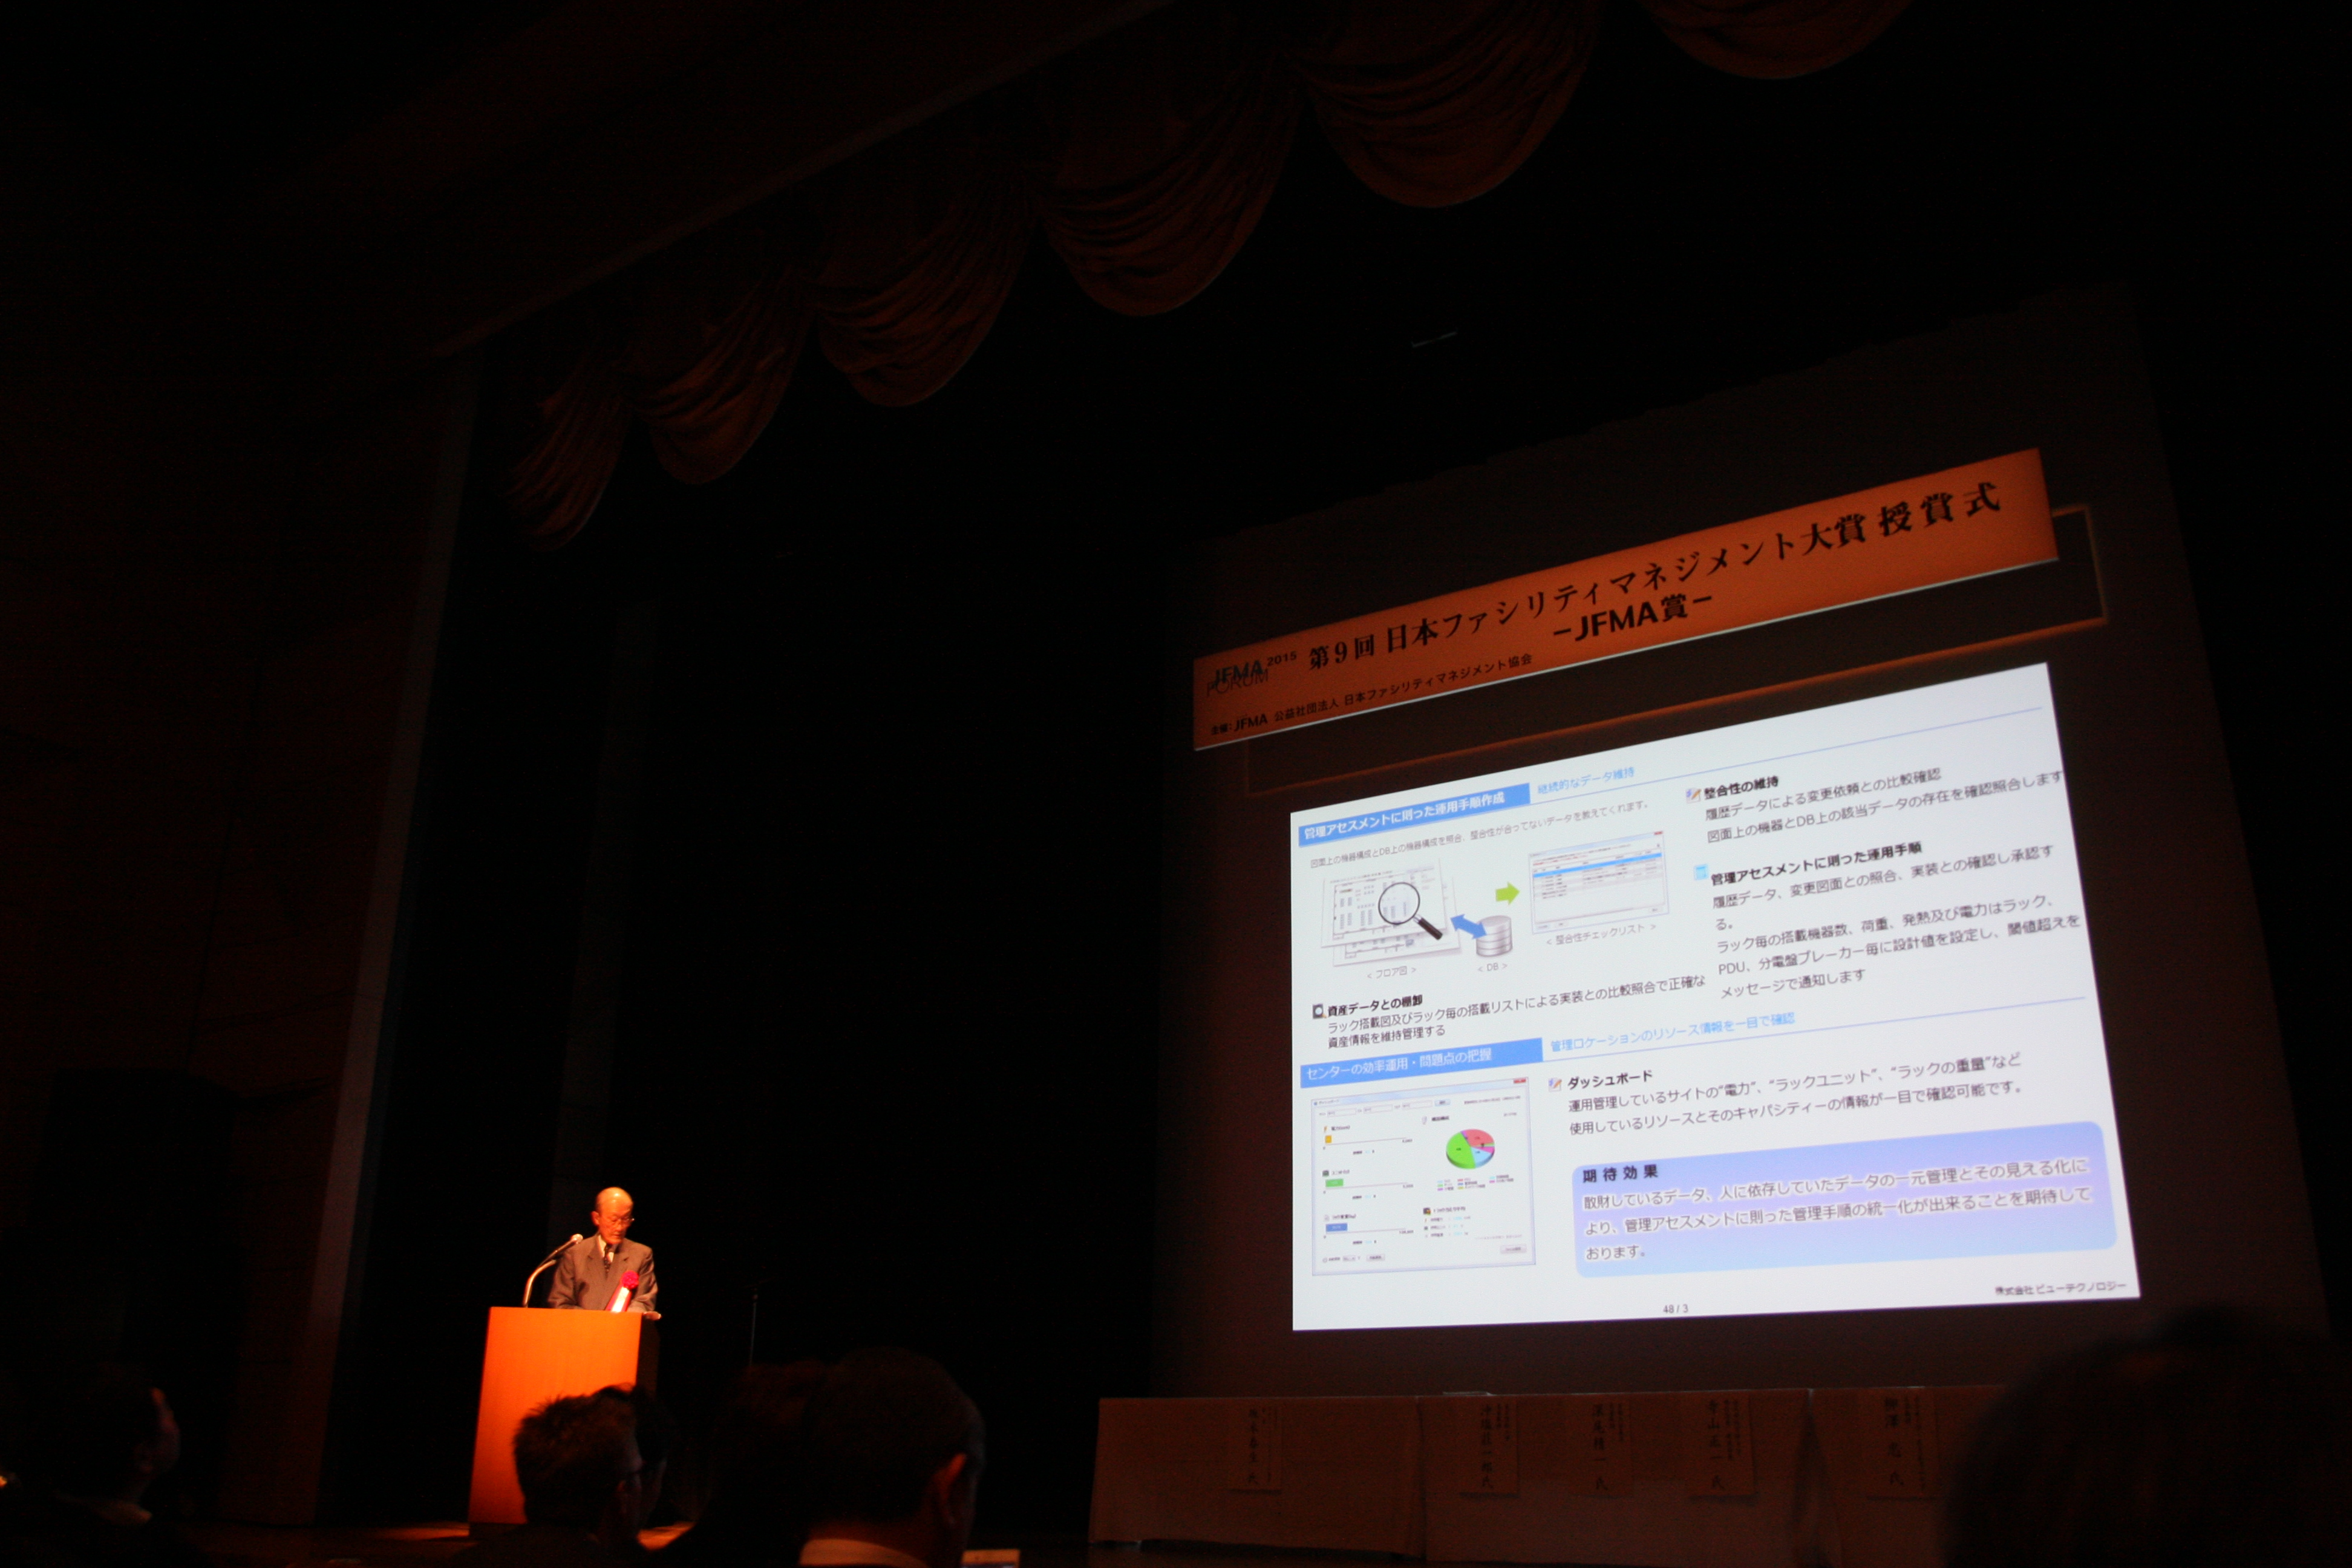 JFMA 2015
FORUM
第9回 日本ファシリティマネジメント大賞 授賞式
－JFMA賞－
主催：JFMA 公益社団法人 日本ファシリティマネジメント協会
管理アセスメントに則った運用手順作成
継続的なデータ維持
図面上の機器構成とDB上の機器構成を照合、整合性が合ってないデータを教えてくれます。
< フロア図 >
< DB >
< 整合性チェックリスト >
資産データとの棚卸
ラック搭載図及びラック毎の搭載リストによる実装との比較照合で正確な
資産情報を維持管理する
整合性の維持
履歴データによる変更依頼との比較確認
図面上の機器とDB上の該当データの存在を確認照合します
管理アセスメントに則った運用手順
履歴データ、変更図面との照合、実装との確認し承認す
る。
ラック毎の搭載機器数、荷重、発熱及び電力はラック、
PDU、分電盤ブレーカー毎に設計値を設定し、閾値超えを
メッセージで通知します
センターの効率運用・問題点の把握
管理ロケーションのリソース情報を一目で確認
ダッシュボード
運用管理しているサイトの“電力”、“ラックユニット”、“ラックの重量”など
使用しているリソースとそのキャパシティーの情報が一目で確認可能です。
期待効果
散財しているデータ、人に依存していたデータの一元管理とその見える化に
より、管理アセスメントに則った管理手順の統一化が出来ることを期待して
おります。
48 / 3
株式会社 ビューテクノロジー